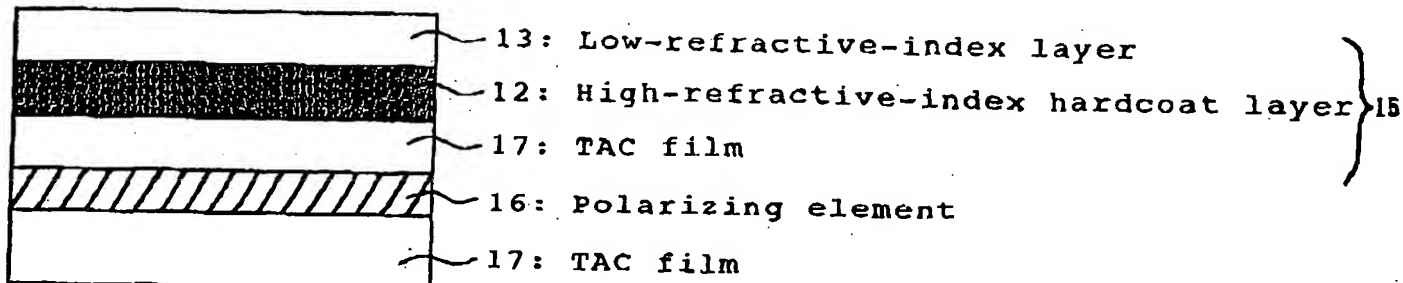 13: Low-refractive-index layer
12: High-refractive-index hardcoat layer 15
17: TAC film
16: Polarizing element
17: TAC film